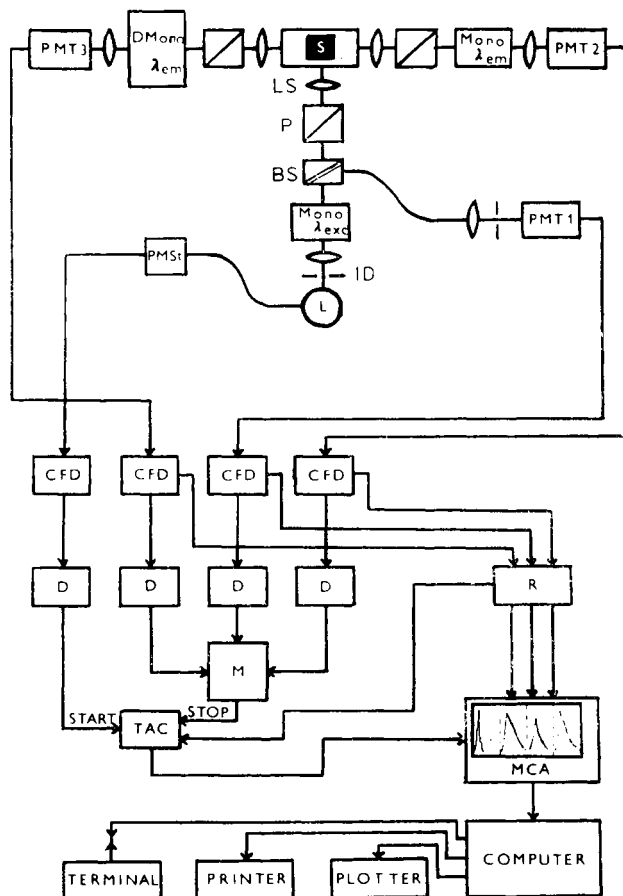 PMT3
DMono
λem
S
Mono
λem
PMT2
LS
P
BS
Mono
λexc
PMT1
PMSt
ID
L
CFD
CFD
CFD
CFD
D
D
D
D
R
M
START
STOP
TAC
MCA
COMPUTER
TERMINAL
PRINTER
PLOTTER